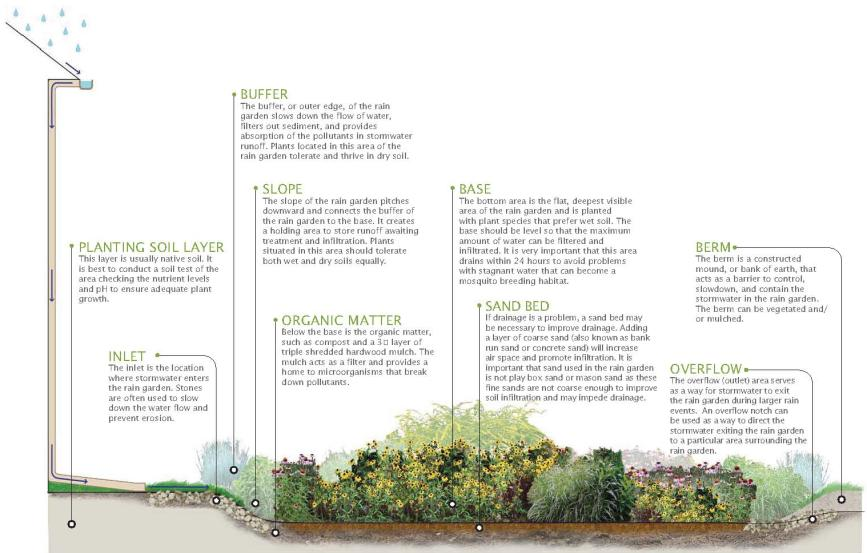 BUFFER
The buffer, or outer edge, of the rain
garden slows down the flow of water,
filters out sediment, and provides
absorption of the pollutants in stormwater
runoff. Plants located in this area of the
rain garden tolerate and thrive in dry soil.
SLOPE
The slope of the rain garden pitches
downward and connects the buffer of
the rain garden to the base. It creates
a holding area to store runoff awaiting
treatment and infiltration. Plants
situated in this area should tolerate
both wet and dry soils equally.
BASE
The bottom area is the flat, deepest visible
area of the rain garden and is planted
with plant species that prefer wet soil. The
base should be level so that the maximum
amount of water can be filtered and
infiltrated. It is very important that this area
drains within 24 hours to avoid problems
with stagnant water that can become a
mosquito breeding habitat.
PLANTING SOIL LAYER
This layer is usually native soil. It
is best to conduct a soil test of the
area checking the nutrient levels
and pH to ensure adequate plant
growth.
BERM
The berm is a constructed
mound, or bank of earth, that
acts as a barrier to control,
slowdown, and contain the
stormwater in the rain garden.
The berm can be vegetated and/
or mulched.
ORGANIC MATTER
Below the base is the organic matter,
such as compost and a 3□ layer of
triple shredded hardwood mulch. The
mulch acts as a filter and provides a
home to microorganisms that break
down pollutants.
SAND BED
If drainage is a problem, a sand bed may
be necessary to improve drainage. Adding
a layer of coarse sand (also known as bank
run sand or concrete sand) will increase
air space and promote infiltration. It is
important that sand used in the rain garden
is not play box sand or mason sand as these
fine sands are not coarse enough to improve
soil infiltration and may impede drainage.
INLET
The inlet is the location
where stormwater enters
the rain garden. Stones
are often used to slow
down the water flow and
prevent erosion.
OVERFLOW
The overflow (outlet) area serves
as a way for stormwater to exit
the rain garden during larger rain
events. An overflow notch can
be used as a way to direct the
stormwater exiting the rain garden
to a particular area surrounding the
rain garden.